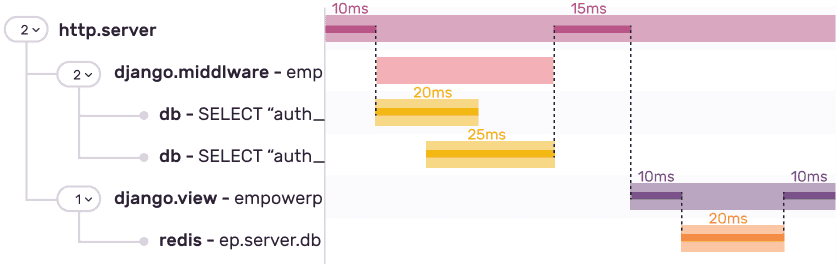 10ms 15ms
2 http.server
2 django.middlware - emp
20ms
db - SELECT “auth_
25ms
db - SELECT “auth_
10ms 10ms
1 django.view - empowerp
20ms
redis - ep.server.db